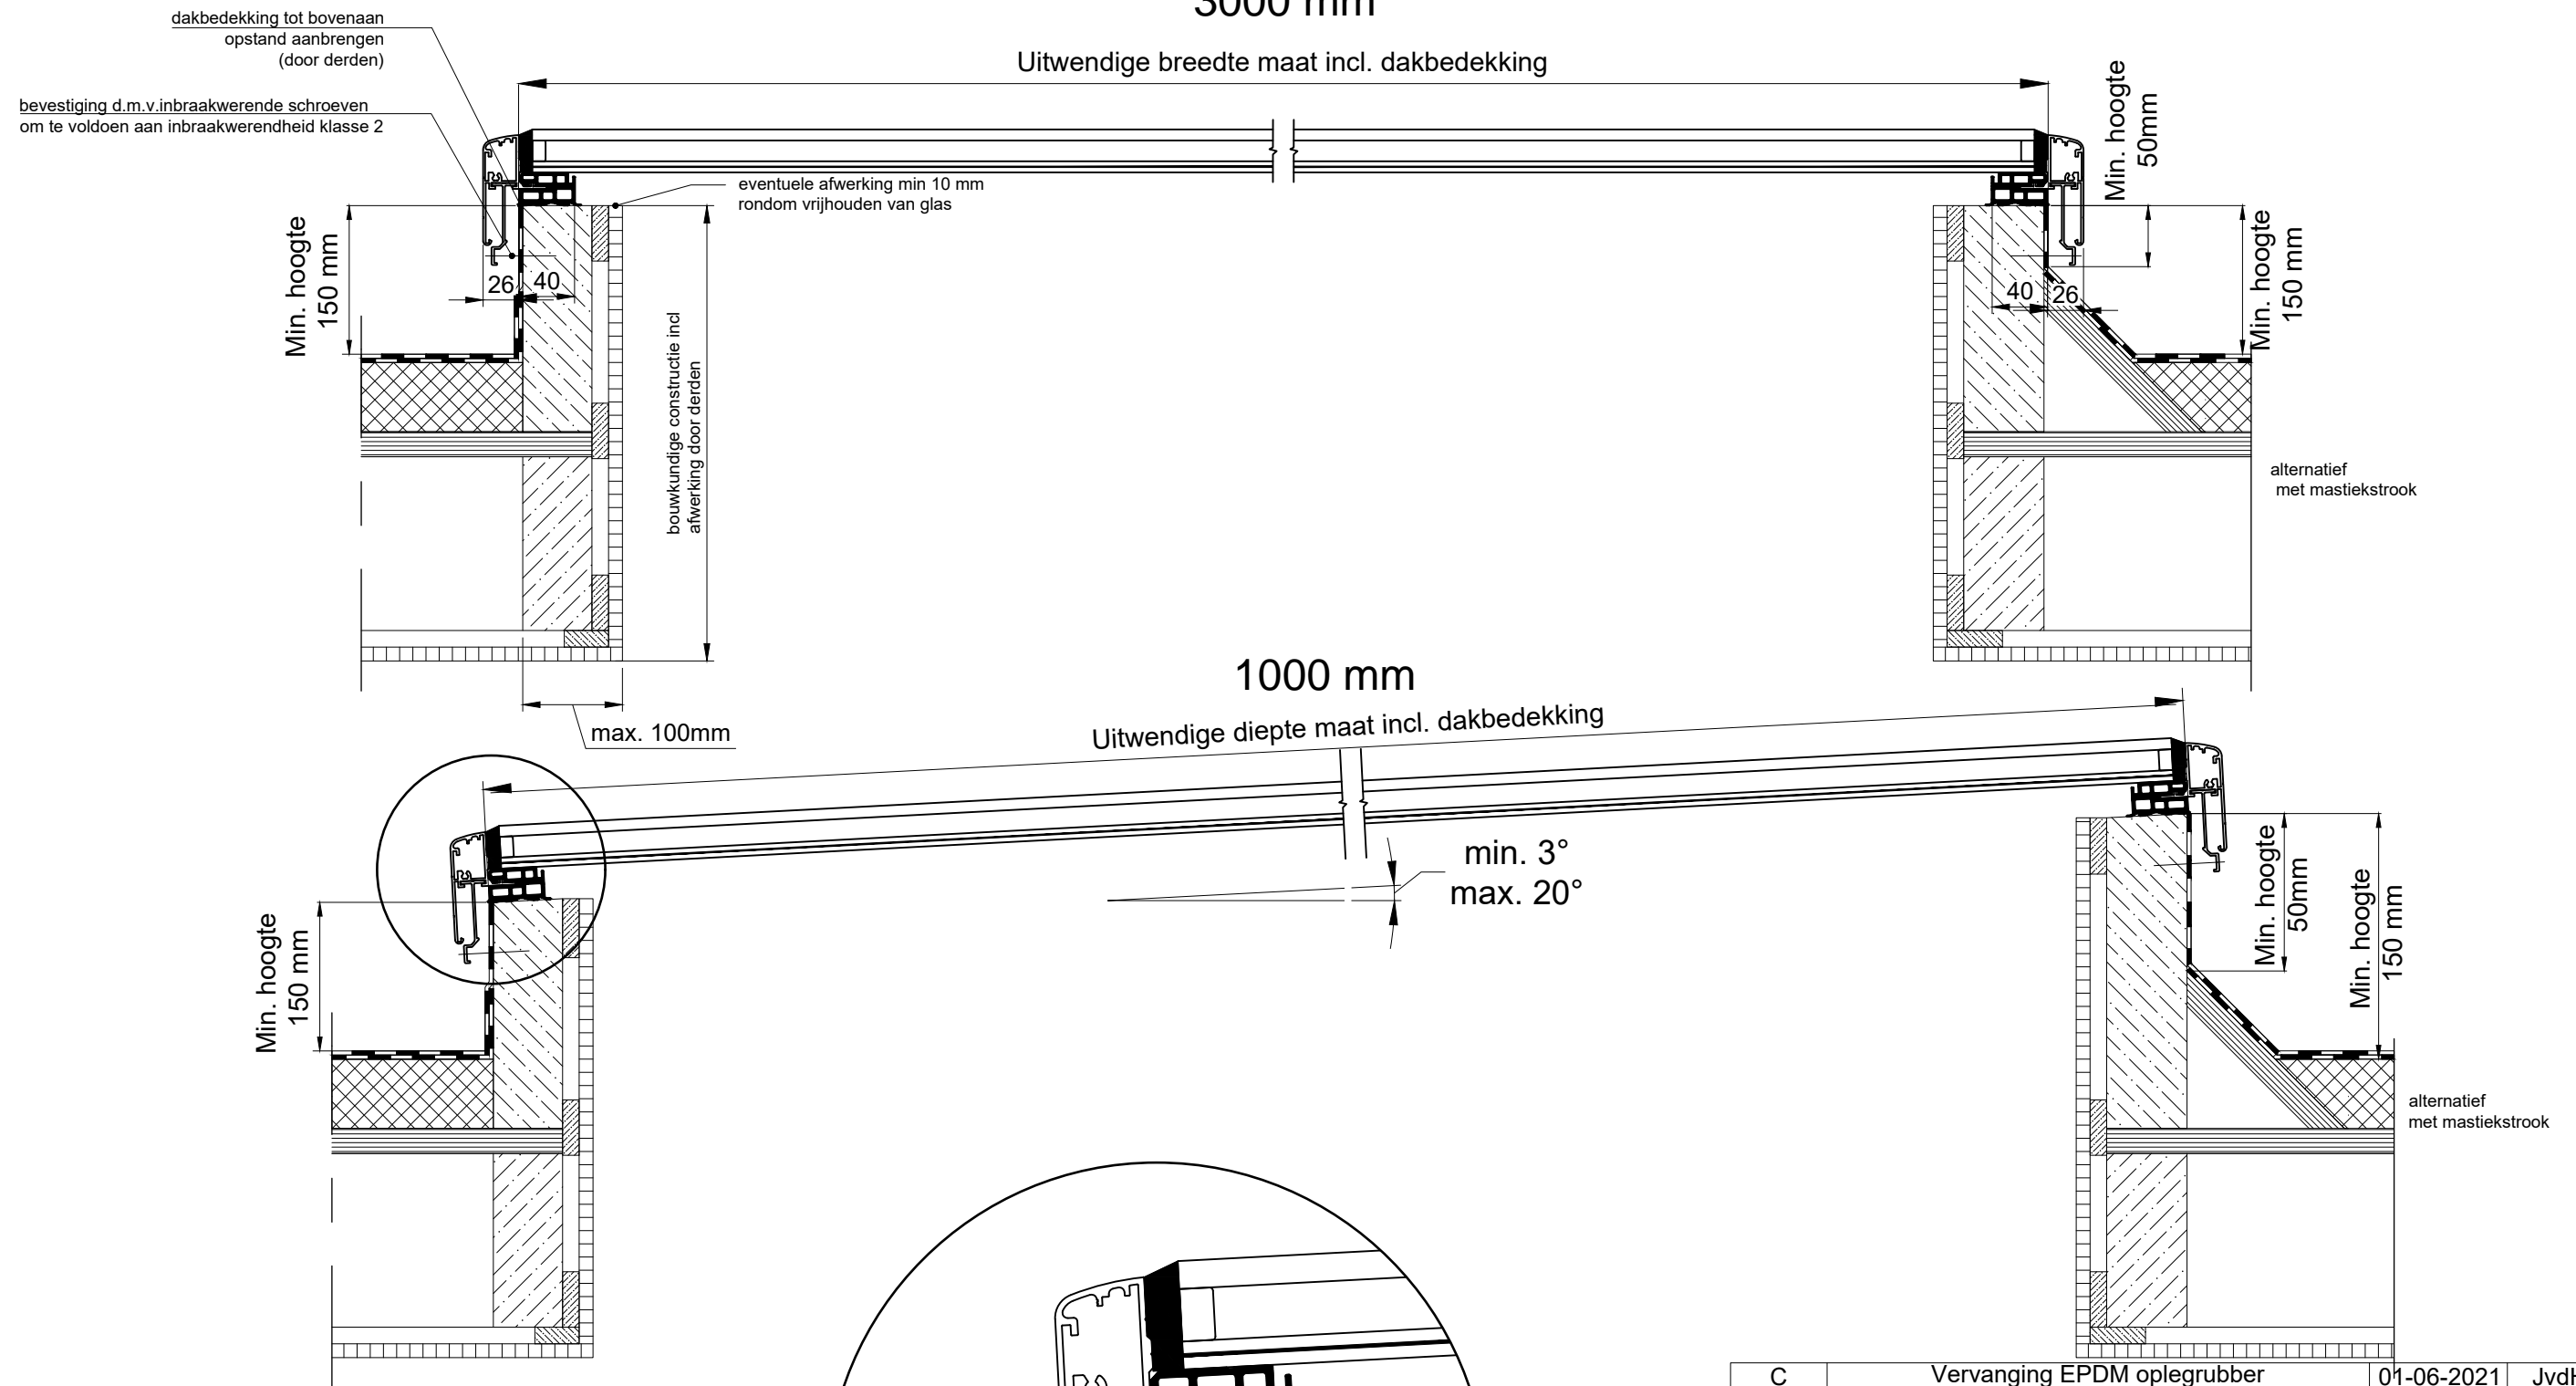 3000 mm
Uitwendige breedte maat incl. dakbedekking
dakbedekking tot bovenaan
opstand aanbrengen
(door derden)
bevestiging d.m.v.inbraakwerende schroeven
om te voldoen aan inbraakwerendheid klasse 2
eventuele afwerking min 10 mm
rondom vrijhouden van glas
Min. hoogte
150 mm
26
40
bouwkundige constructie incl
afwerking door derden
max. 100mm
Min. hoogte
50mm
Min. hoogte
150 mm
40
26
alternatief
met mastiekstrook
1000 mm
Uitwendige diepte maat incl. dakbedekking
min. 3°
max. 20°
Min. hoogte
150 mm
Min. hoogte
50mm
Min. hoogte
150 mm
alternatief
met mastiekstrook
C Vervanging EPDM oplegrubber 01-06-2021